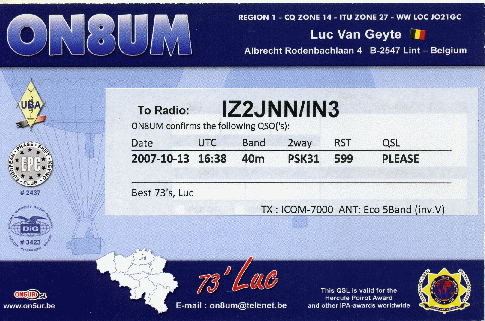 ON8UM
REGION 1 - CQ ZONE 14 - ITU ZONE 27 - WW LOC JO21GC
Luc Van Geyte
Albrecht Rodenbachlaan 4 B-2547 Lint – Belgium
UBA
To Radio: IZ2JNN/IN3
ON8UM confirms the following QSO('s):
Date UTC Band 2way RST QSL
2007-10-13 16:38 40m PSK31 599 PLEASE
EPC
# 2437
Best 73's, Luc
TX : ICOM-7000 ANT: Eco 5Band (inv.V)
DIG
# 3423
73' Luc
www.on5ur.be
E-mail : on8um@telenet.be
This QSL is valid for the
Hercule Poirot Award
and other IPA-awards worldwide